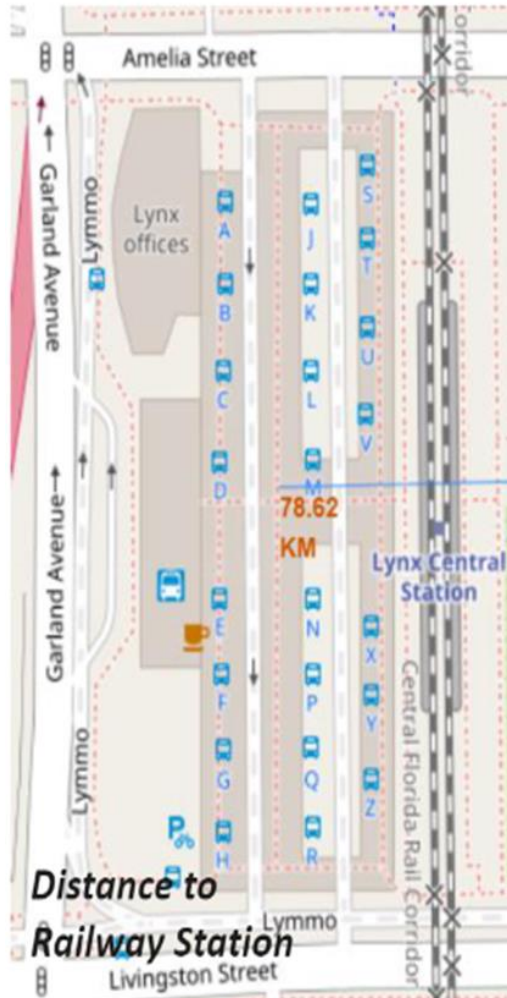 Corridor
Amelia Street
Garland Avenue
Lymmo
Lynx
offices
A
B
C
D
J
K
L
M
S
T
U
V
78.62
KM
Lynx Central
Station
Garland Avenue
E
F
G
H
N
P
Q
R
X
Y
Z
Central Florida Rail Corridor
Lymmo
P
Distance to
Railway Station
Lymmo
Livingston Street